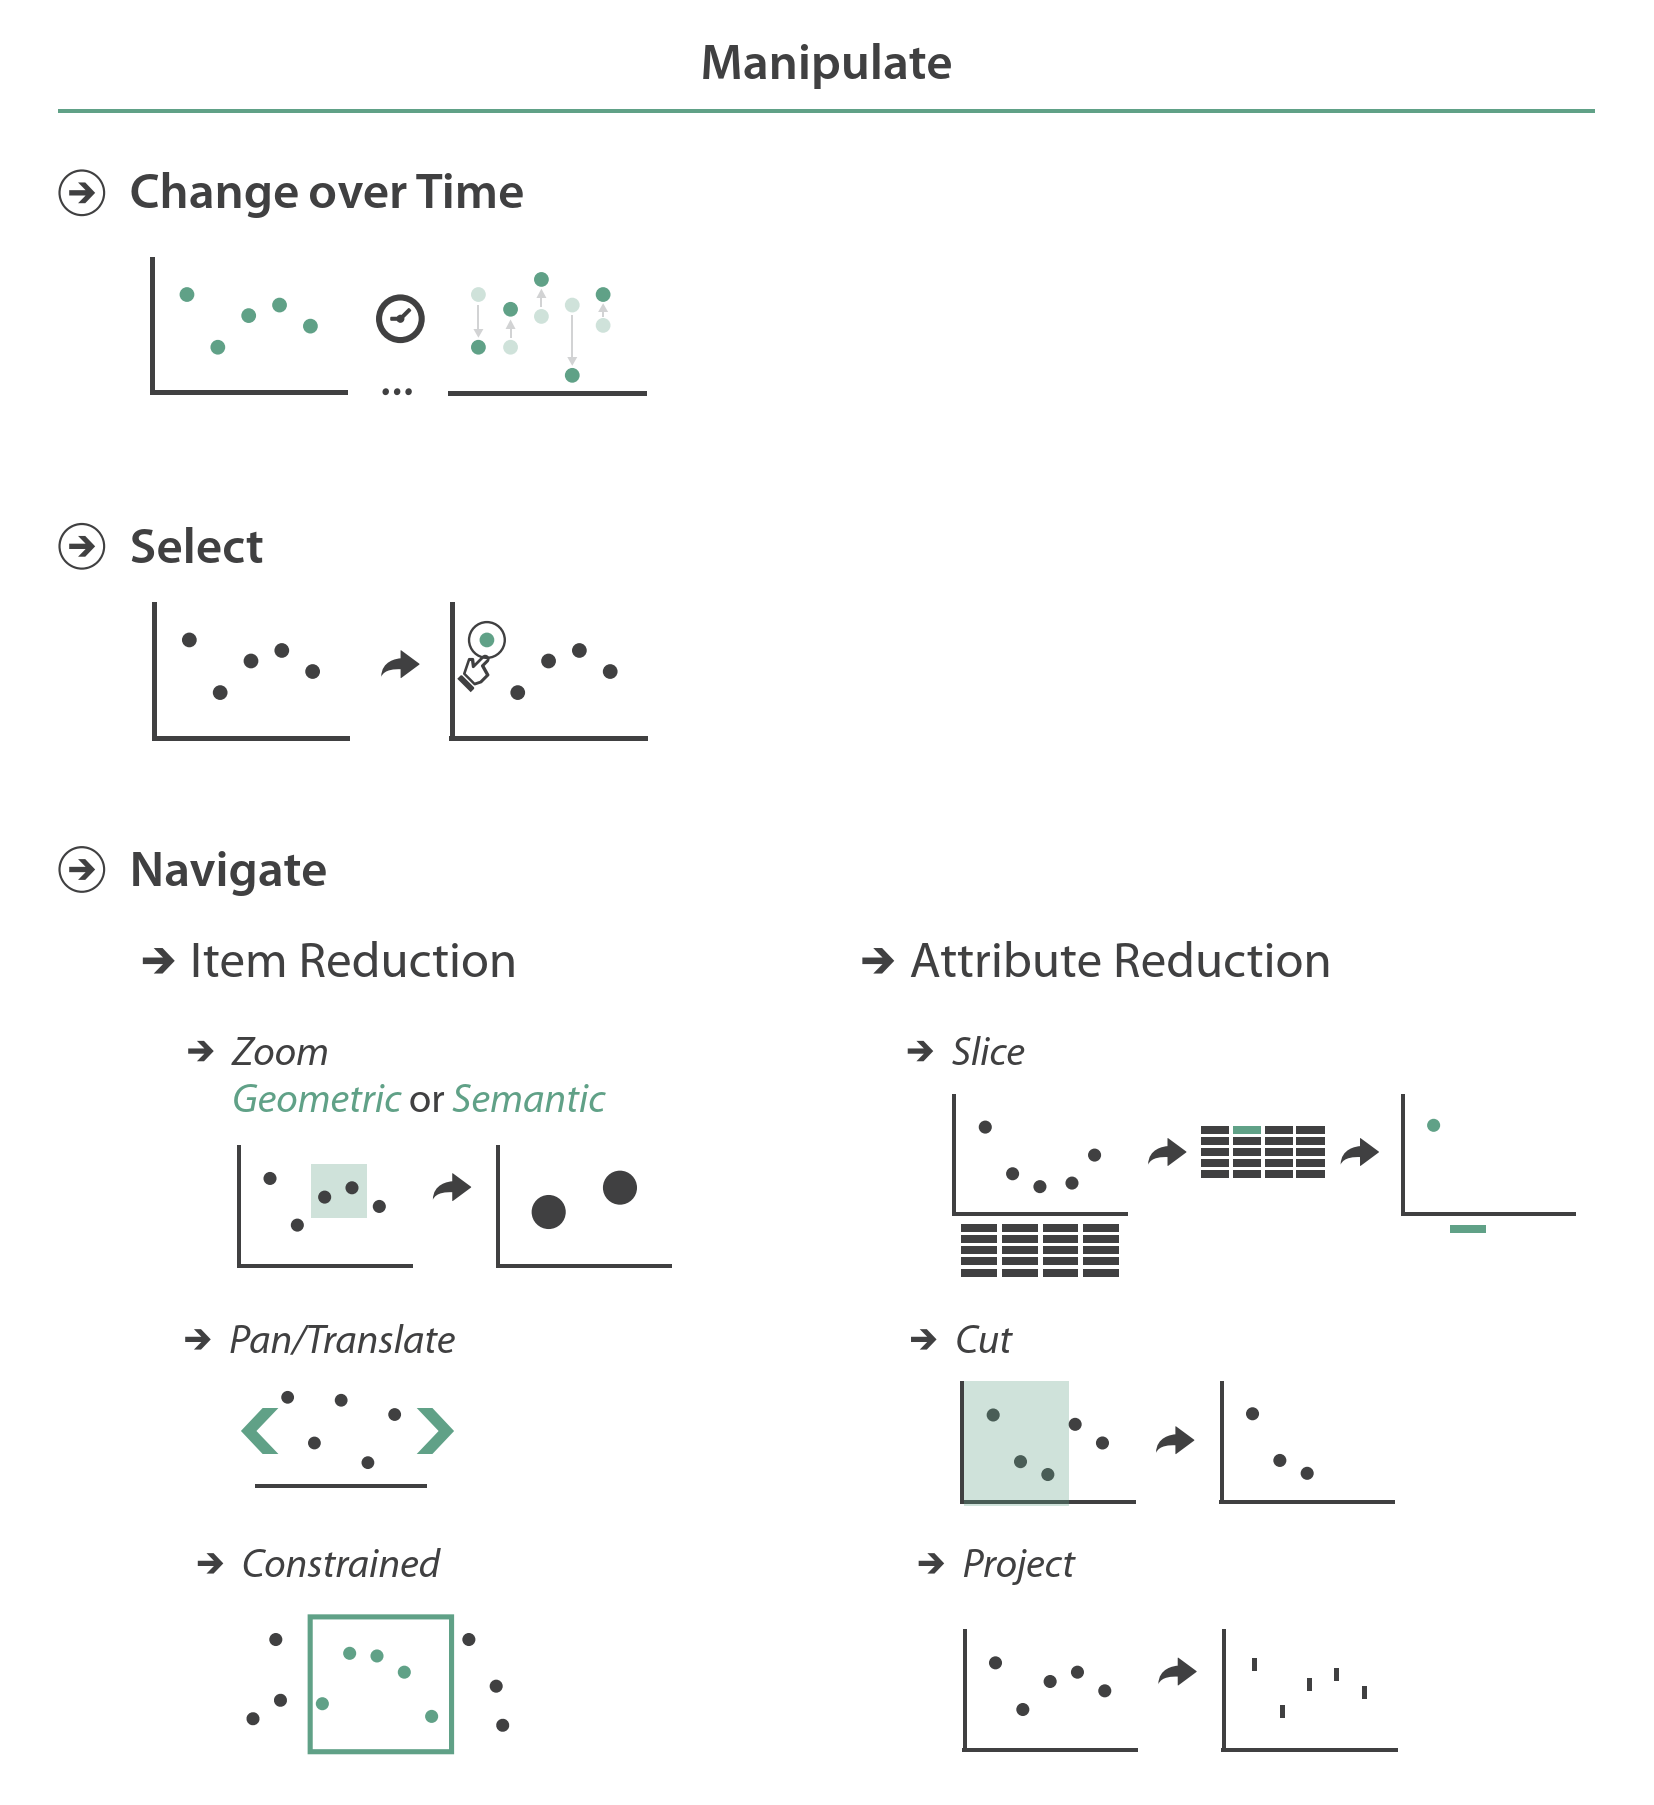 Manipulate
Change over Time
...
Select
Navigate
Item Reduction
Zoom
Geometric or Semantic
Pan/Translate
Constrained
Attribute Reduction
Slice
Cut
Project